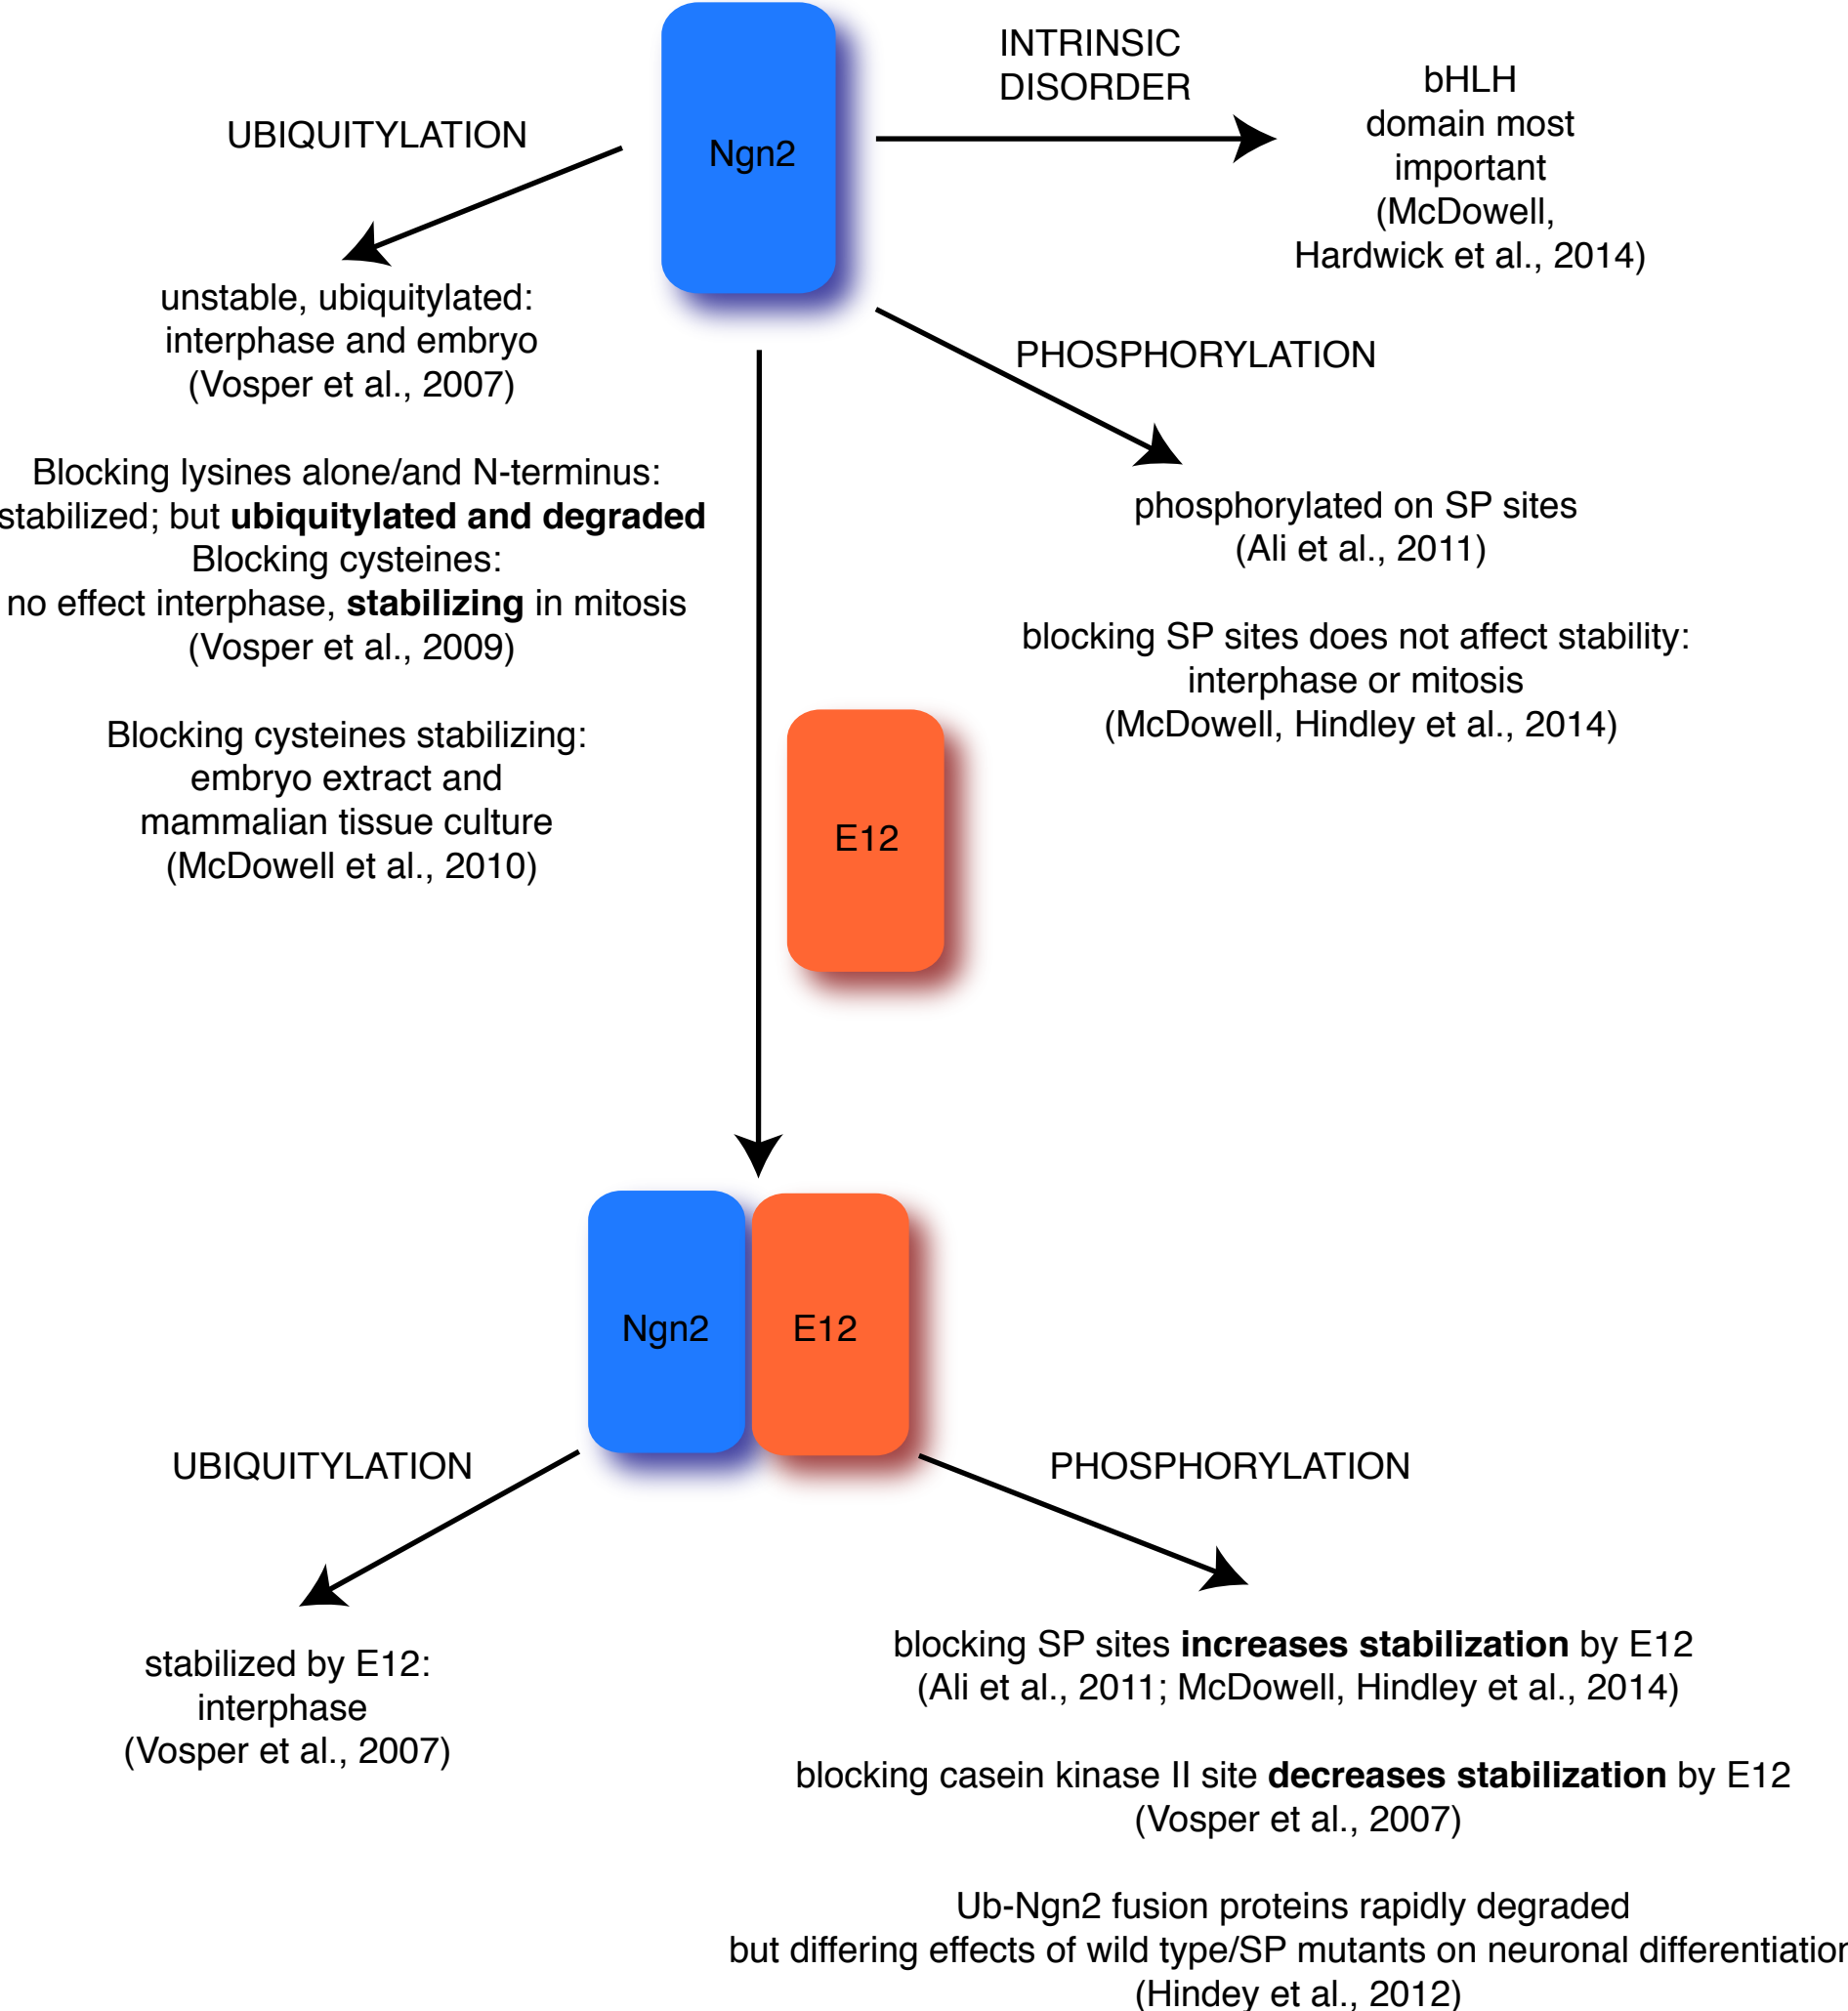 Ngn2
INTRINSIC
DISORDER
bHLH
domain most
important
(McDowell,
Hardwick et al., 2014)
UBIQUITYLATION
unstable, ubiquitylated:
interphase and embryo
(Vosper et al., 2007)
Blocking lysines alone/and N-terminus:
stabilized; but ubiquitylated and degraded
Blocking cysteines:
no effect interphase, stabilizing in mitosis
(Vosper et al., 2009)
Blocking cysteines stabilizing:
embryo extract and
mammalian tissue culture
(McDowell et al., 2010)
PHOSPHORYLATION
phosphorylated on SP sites
(Ali et al., 2011)
blocking SP sites does not affect stability:
interphase or mitosis
(McDowell, Hindley et al., 2014)
E12
Ngn2
E12
UBIQUITYLATION
stabilized by E12:
interphase
(Vosper et al., 2007)
PHOSPHORYLATION
blocking SP sites increases stabilization by E12
(Ali et al., 2011; McDowell, Hindley et al., 2014)
blocking casein kinase II site decreases stabilization by E12
(Vosper et al., 2007)
Ub-Ngn2 fusion proteins rapidly degraded
but differing effects of wild type/SP mutants on neuronal differentiation
(Hindey et al., 2012)